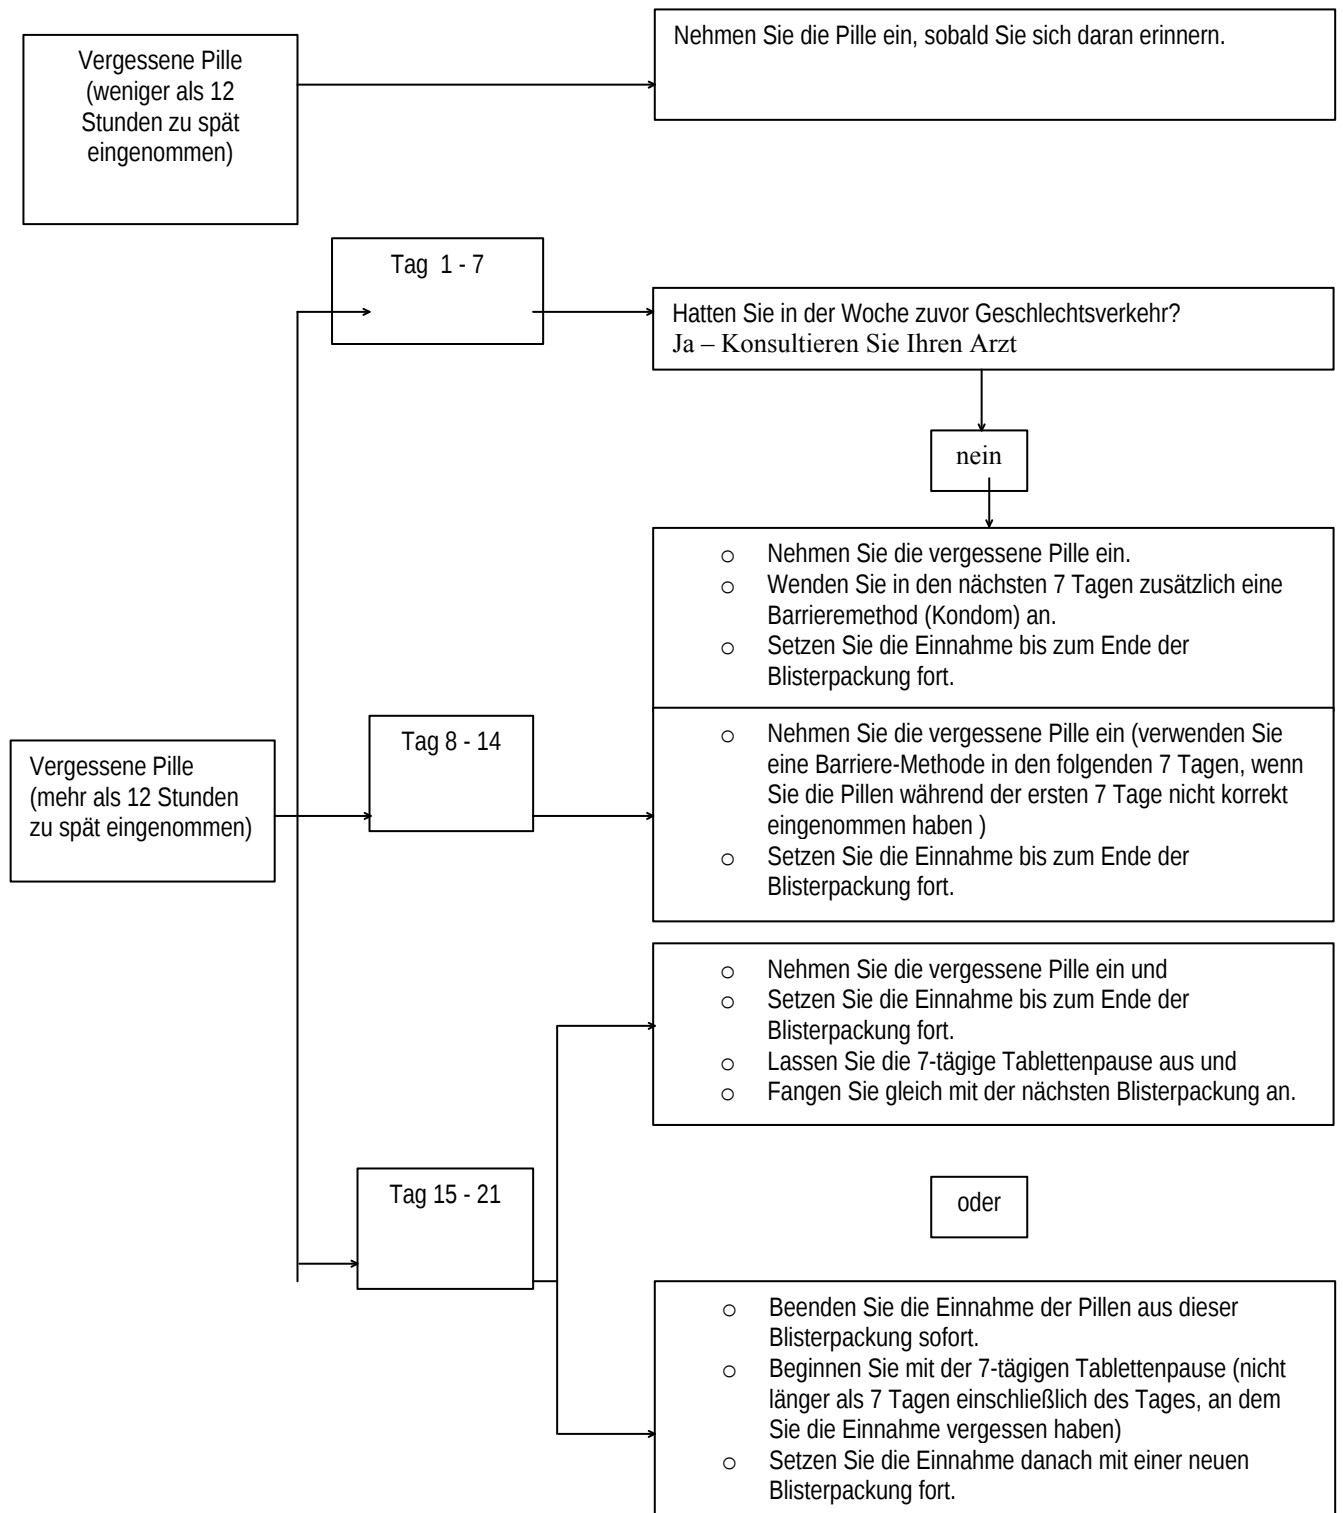 Nehmen Sie die Pille ein, sobald Sie sich daran erinnern.
Vergessene Pille
(weniger als 12
Stunden zu spät
eingenommen)
Tag 1 - 7
Hatten Sie in der Woche zuvor Geschlechtsverkehr?
Ja – Konsultieren Sie Ihren Arzt
nein
o Nehmen Sie die vergessene Pille ein.
o Wenden Sie in den nächsten 7 Tagen zusätzlich eine
Barrieremethod (Kondom) an.
o Setzen Sie die Einnahme bis zum Ende der
Blisterpackung fort.
Vergessene Pille
(mehr als 12 Stunden
zu spät eingenommen)
Tag 8 - 14
o Nehmen Sie die vergessene Pille ein (verwenden Sie
eine Barriere-Methode in den folgenden 7 Tagen, wenn
Sie die Pillen während der ersten 7 Tage nicht korrekt
eingenommen haben )
o Setzen Sie die Einnahme bis zum Ende der
Blisterpackung fort.
o Nehmen Sie die vergessene Pille ein und
o Setzen Sie die Einnahme bis zum Ende der
Blisterpackung fort.
o Lassen Sie die 7-tägige Tablettenpause aus und
o Fangen Sie gleich mit der nächsten Blisterpackung an.
Tag 15 - 21
oder
o Beenden Sie die Einnahme der Pillen aus dieser
Blisterpackung sofort.
o Beginnen Sie mit der 7-tägigen Tablettenpause (nicht
länger als 7 Tagen einschließlich des Tages, an dem
Sie die Einnahme vergessen haben)
o Setzen Sie die Einnahme danach mit einer neuen
Blisterpackung fort.